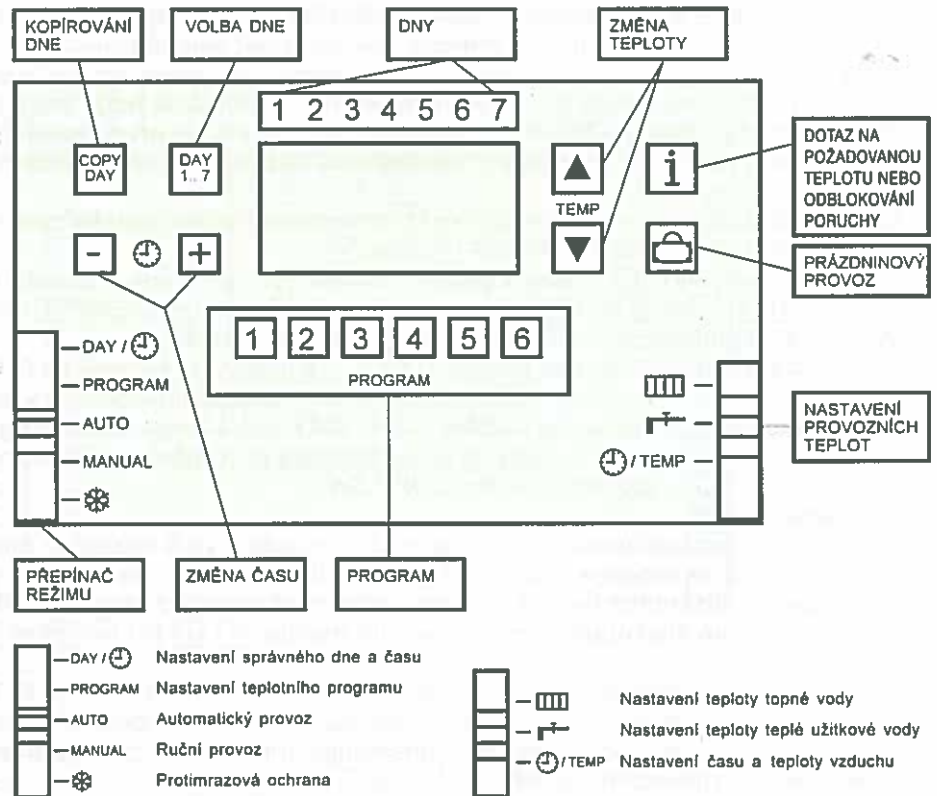 KOPÍROVÁNÍ
DNE
VOLBA DNE
DNY
ZMĚNA
TEPLOTY
1 2 3 4 5 6 7
COPY
DAY
DAY
1..7
TEMP
i
DOTAZ NA
POŽADOVANOU
TEPLOTU NEBO
ODBLOKOVÁNÍ
PORUCHY
- +
PRÁZDNINOVÝ
PROVOZ
1 2 3 4 5 6
PROGRAM
DAY /
PROGRAM
AUTO
MANUAL
/ TEMP
NASTAVENÍ
PROVOZNÍCH
TEPLOT
PŘEPÍNAČ
REŽIMU
ZMĚNA ČASU
PROGRAM
DAY / Nastavení správného dne a času
PROGRAM Nastavení teplotního programu
AUTO Automatický provoz
MANUAL Ruční provoz
Protimrazová ochrana
Nastavení teploty topné vody
Nastavení teploty teplé užitkové vody
/TEMP Nastavení času a teploty vzduchu